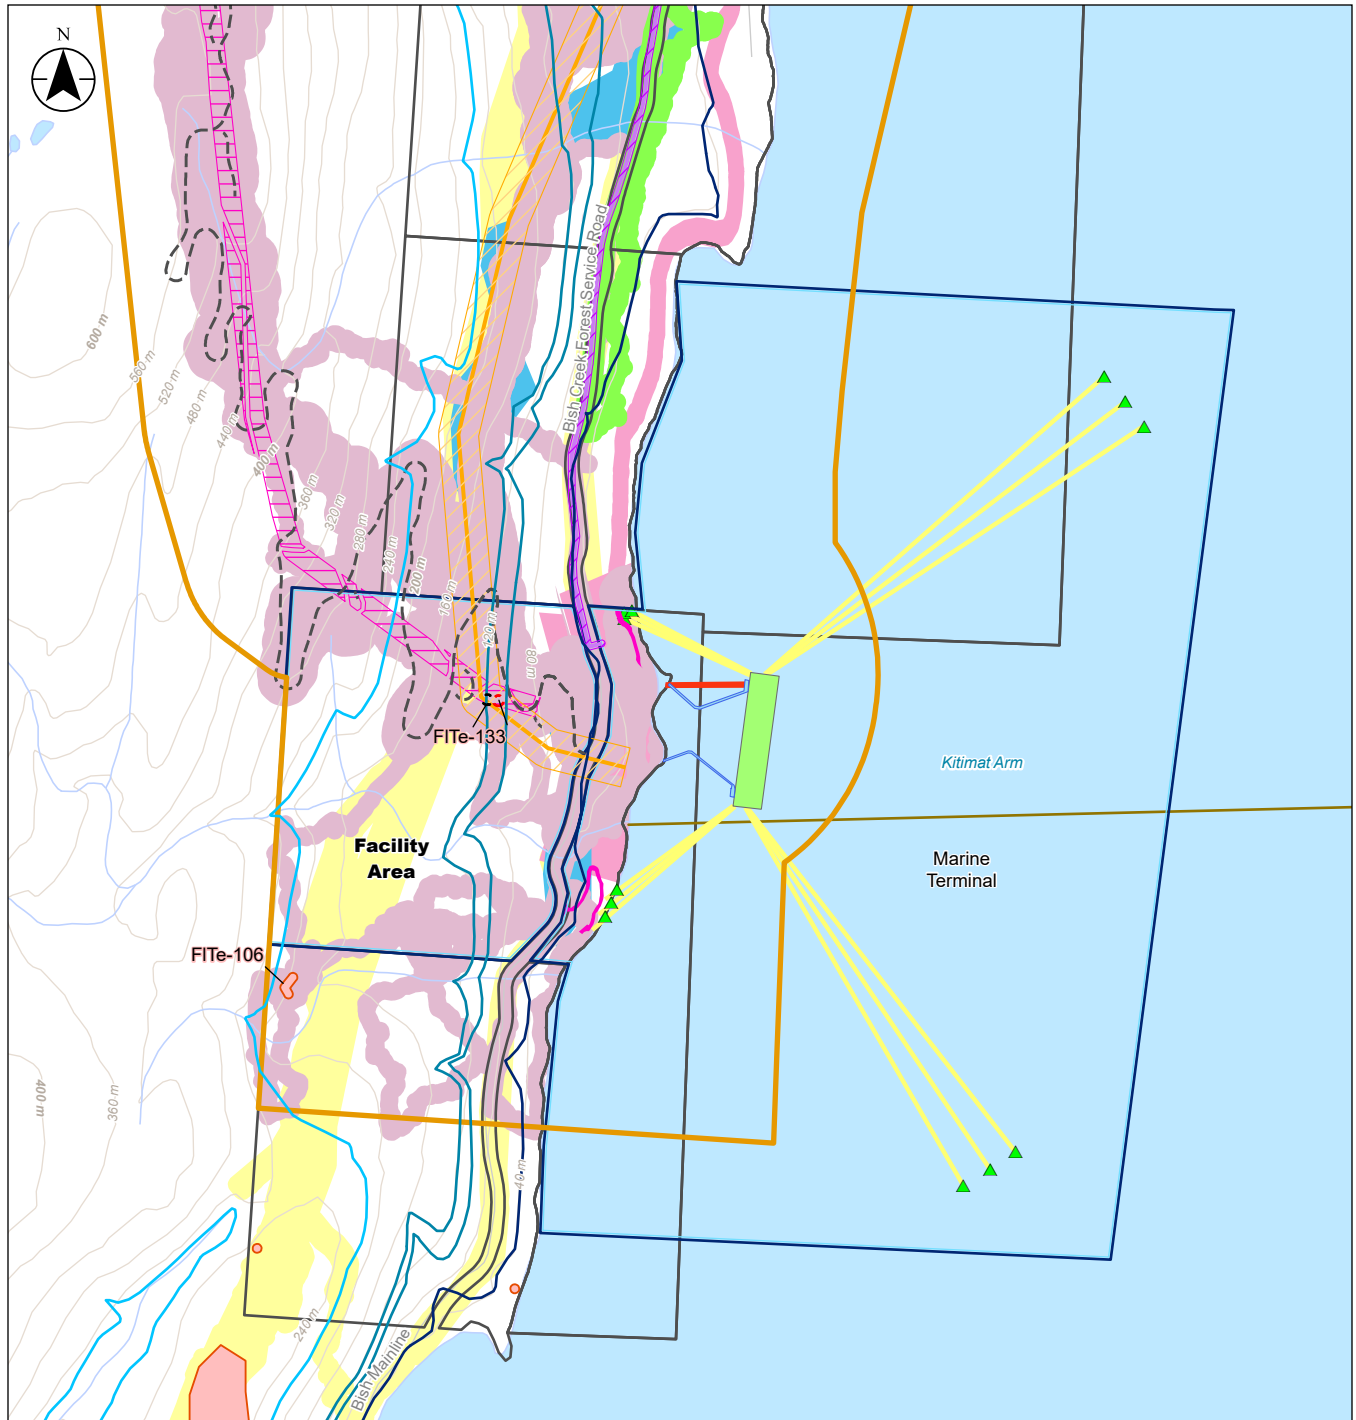 N
Bish Creek Forest Service Road
600 m
560 m
520 m
480 m
440 m
400 m
360 m
320 m
280 m
240 m
200 m
160 m
120 m
80 m
FITe-133
Kitimat Arm
Facility
Area
Marine
Terminal
FITe-106
400 m
360 m
40 m
240 m
Bish Mainline